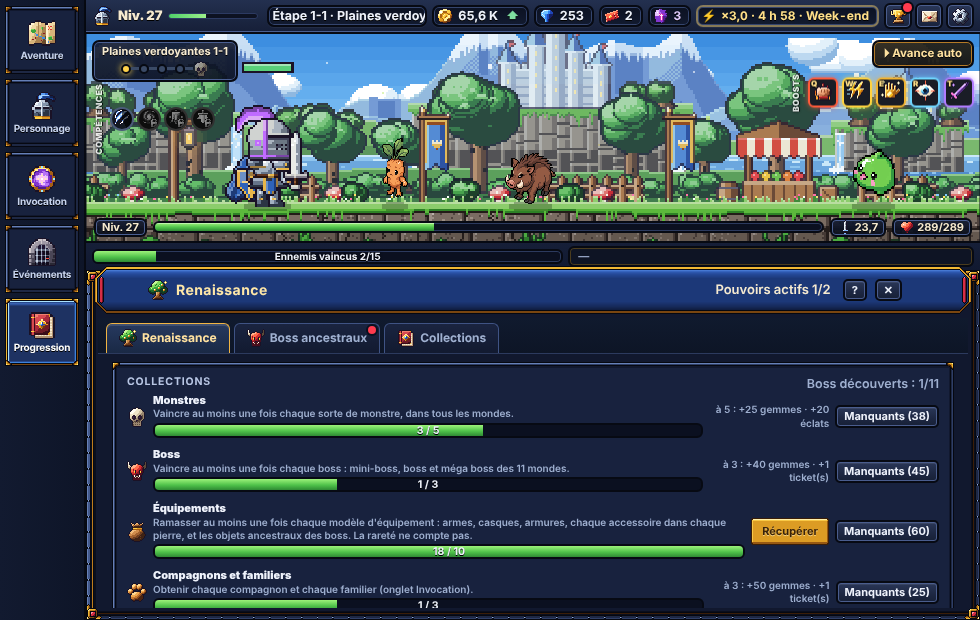 Niv. 27
Étape 1-1 · Plaines verdoy
65,6 K
253
2
3
×3,0 · 4 h 58 · Week-end
Aventure
Personnage
Invocation
Événements
Progression
Plaines verdoyantes 1-1
Avance auto
COMPÉTENCES
BOOSTS
Niv. 27
23,7
289/289
Ennemis vaincus 2/15
—
Renaissance
Pouvoirs actifs 1/2
?
×
Renaissance
Boss ancestraux
Collections
COLLECTIONS
Boss découverts : 1/11
Monstres
Vaincre au moins une fois chaque sorte de monstre, dans tous les mondes.
3 / 5
à 5 : +25 gemmes · +20
éclats
Manquants (38)
Boss
Vaincre au moins une fois chaque boss : mini-boss, boss et méga boss des 11 mondes.
1 / 3
à 3 : +40 gemmes · +1
ticket(s)
Manquants (45)
Équipements
Ramasser au moins une fois chaque modèle d'équipement : armes, casques, armures, chaque accessoire dans chaque
pierre, et les objets ancestraux des boss. La rareté ne compte pas.
18 / 10
Récupérer
Manquants (60)
Compagnons et familiers
Obtenir chaque compagnon et chaque familier (onglet Invocation).
1 / 3
à 3 : +50 gemmes · +1
ticket(s)
Manquants (25)